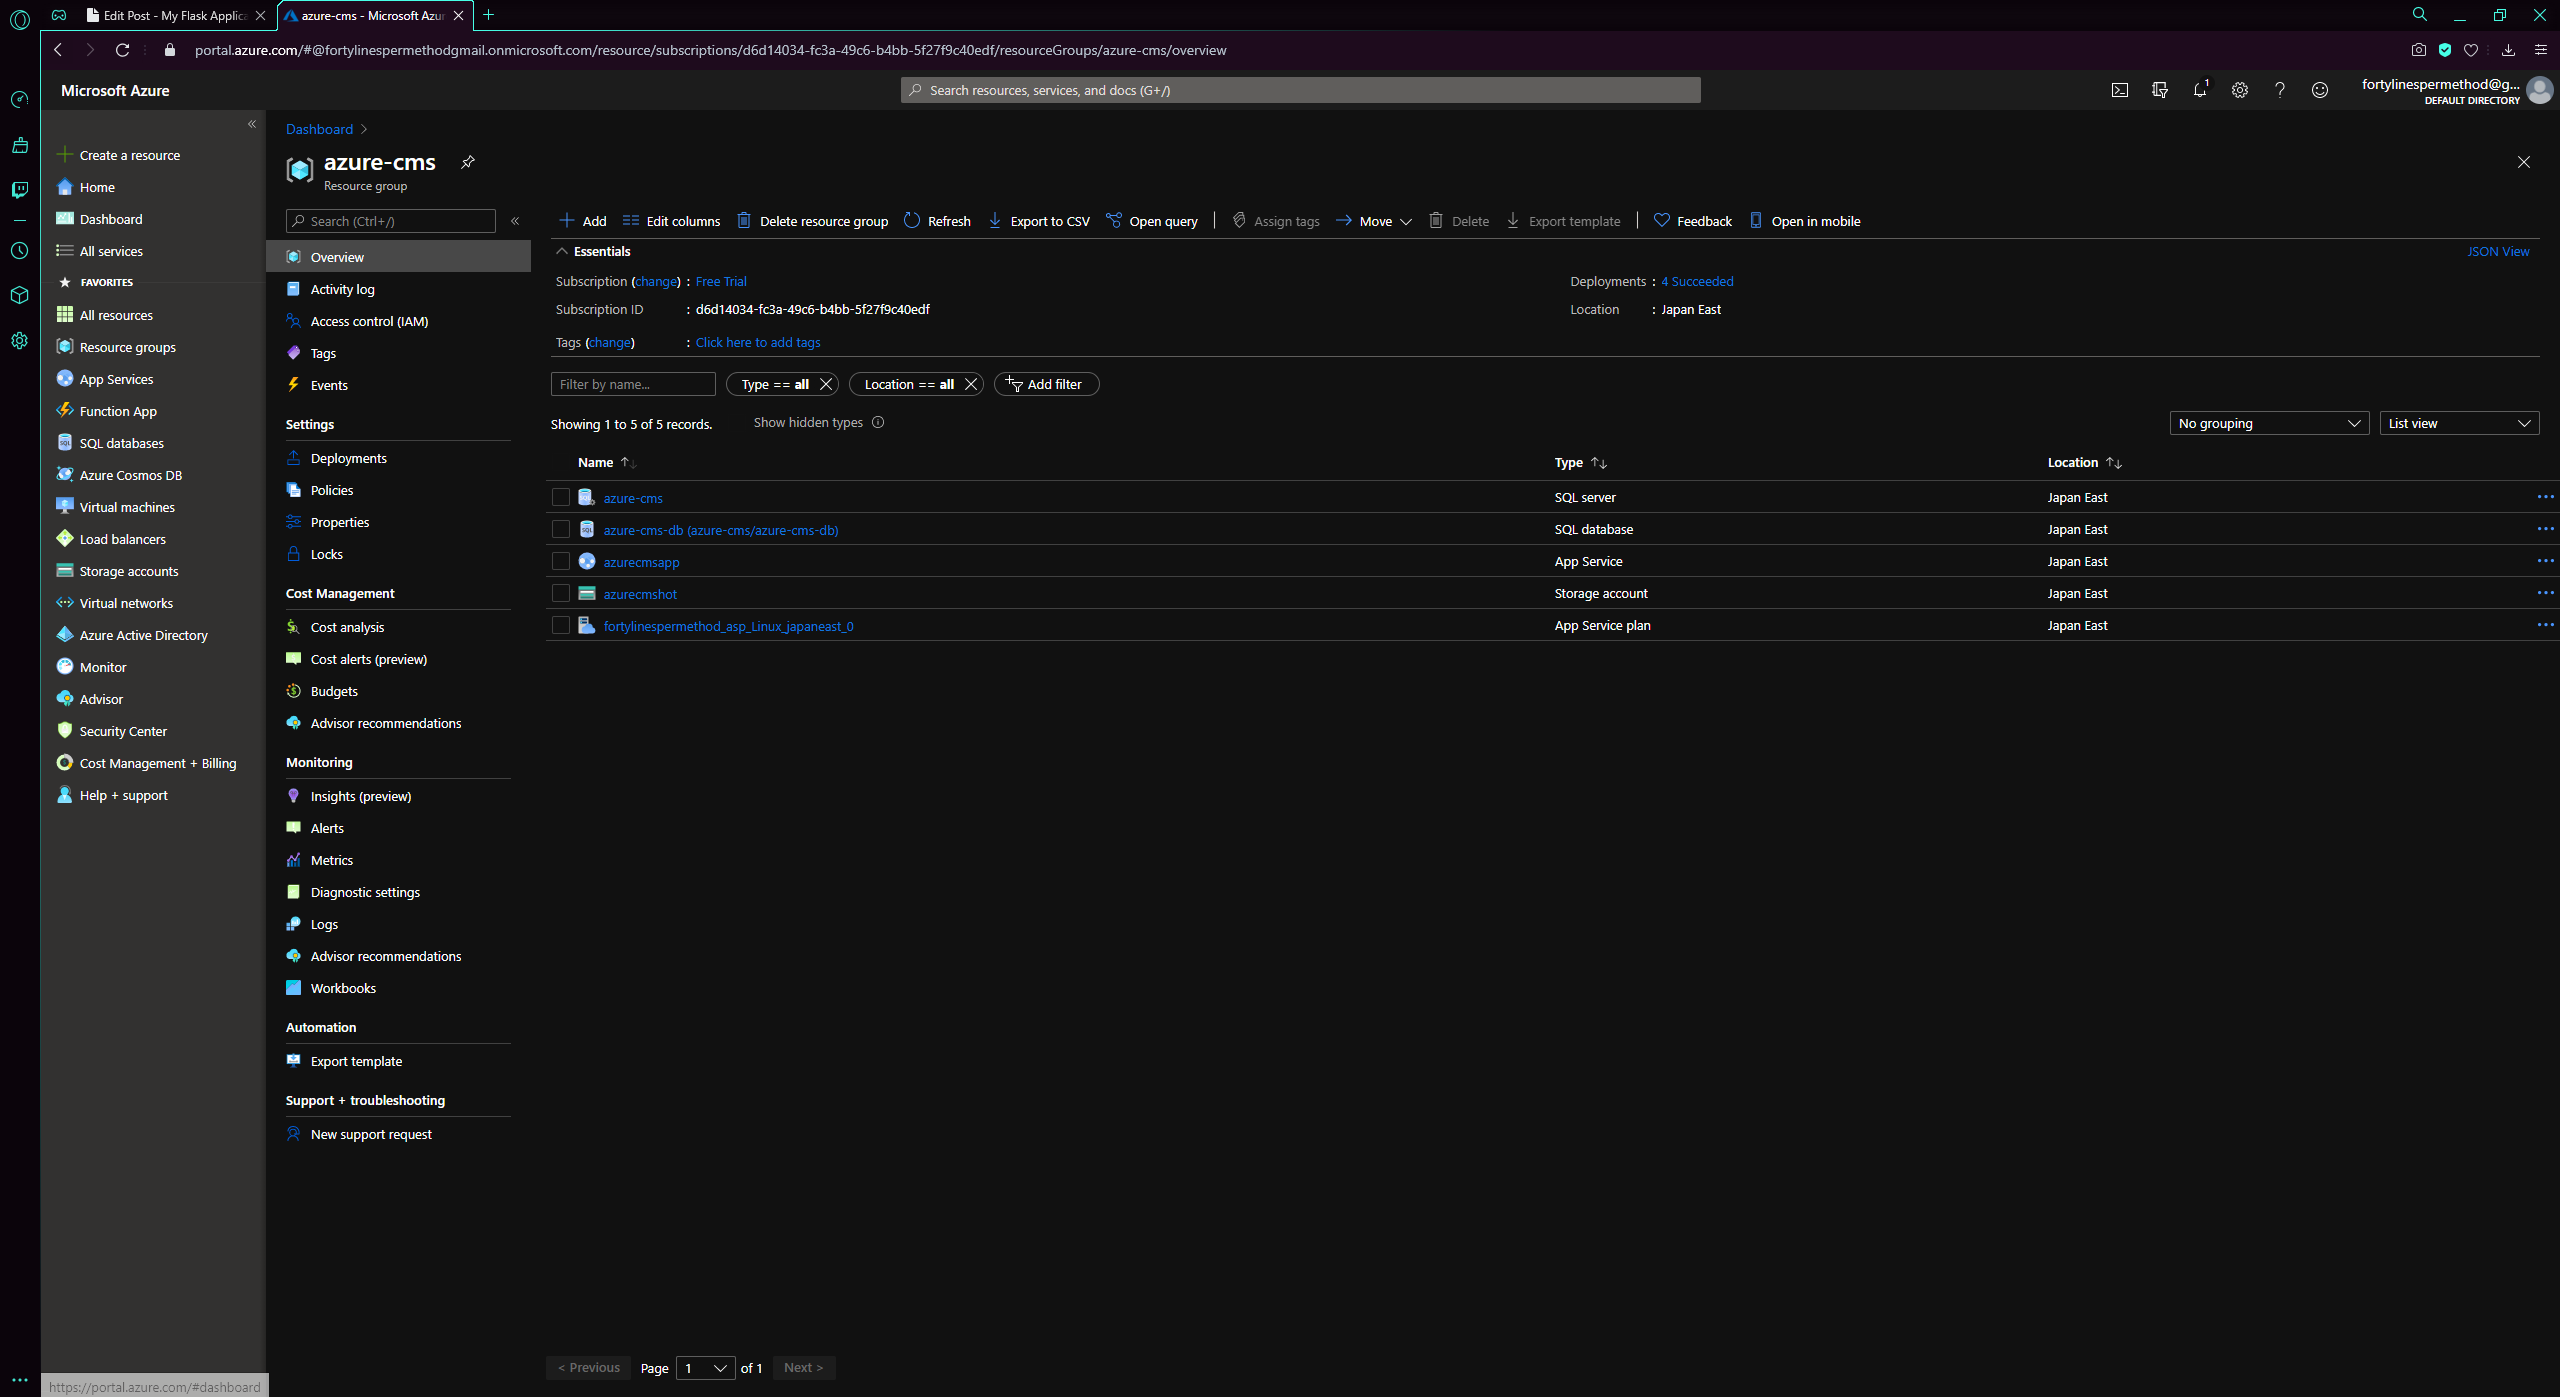 Edit Post - My Flask Applica
azure-cms - Microsoft Azur
portal.azure.com/#@fortylinespermethodgmail.onmicrosoft.com/resource/subscriptions/d6d14034-fc3a-49c6-b4bb-5f27f9c40edf/resourceGroups/azure-cms/overview
Microsoft Azure
Search resources, services, and docs (G+/)
1
fortylinespermethod@g...
DEFAULT DIRECTORY
«
Create a resource
Home
Dashboard
All services
FAVORITES
All resources
Resource groups
App Services
Function App
SQL databases
Azure Cosmos DB
Virtual machines
Load balancers
Storage accounts
Virtual networks
Azure Active Directory
Monitor
Advisor
Security Center
Cost Management + Billing
Help + support
Dashboard >
azure-cms
Resource group
Search (Ctrl+/)
«
Overview
Activity log
Access control (IAM)
Tags
Events
Settings
Deployments
Policies
Properties
Locks
Cost Management
Cost analysis
Cost alerts (preview)
Budgets
Advisor recommendations
Monitoring
Insights (preview)
Alerts
Metrics
Diagnostic settings
Logs
Advisor recommendations
Workbooks
Automation
Export template
Support + troubleshooting
New support request
Add Edit columns Delete resource group Refresh Export to CSV Open query Assign tags Move Delete Export template Feedback Open in mobile
Essentials
JSON View
Subscription (change) : Free Trial
Deployments : 4 Succeeded
Subscription ID : d6d14034-fc3a-49c6-b4bb-5f27f9c40edf
Location : Japan East
Tags (change) : Click here to add tags
Filter by name... Type == all Location == all Add filter
Showing 1 to 5 of 5 records. Show hidden types
No grouping List view
Name Type Location
azure-cms SQL server Japan East
azure-cms-db (azure-cms/azure-cms-db) SQL database Japan East
azurecmsapp App Service Japan East
azurecmshot Storage account Japan East
fortylinespermethod_asp_Linux_japaneast_0 App Service plan Japan East
< Previous Page 1 of 1 Next >
https://portal.azure.com/#dashboard